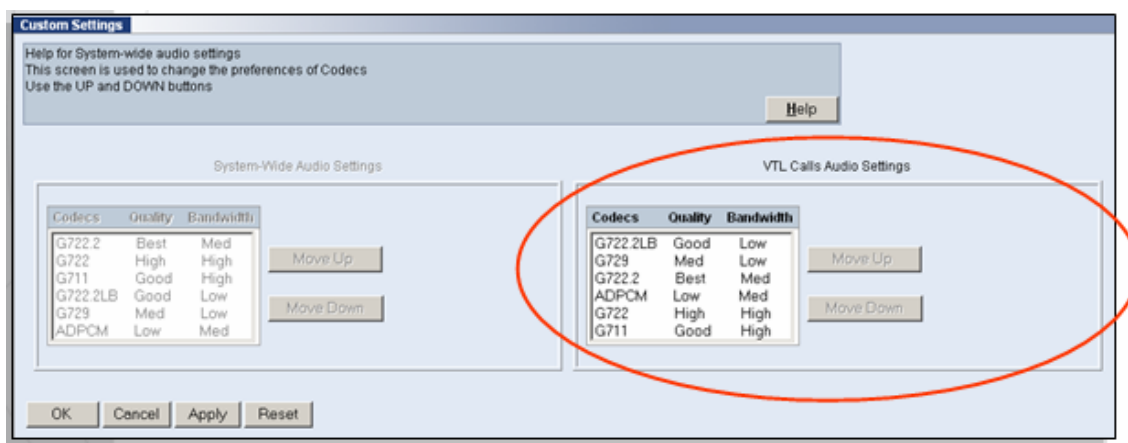 Custom Settings
Help for System-wide audio settings
This screen is used to change the preferences of Codecs
Use the UP and DOWN buttons
Help
System-Wide Audio Settings
Codecs Quality Bandwidth
G722.2 Best Med
G722 High High
G711 Good High
G722.2LB Good Low
G729 Med Low
ADPCM Low Med
Move Up
Move Down
VTL Calls Audio Settings
Codecs Quality Bandwidth
G722.2LB Good Low
G729 Med Low
G722.2 Best Med
ADPCM Low Med
G722 High High
G711 Good High
Move Up
Move Down
OK Cancel Apply Reset